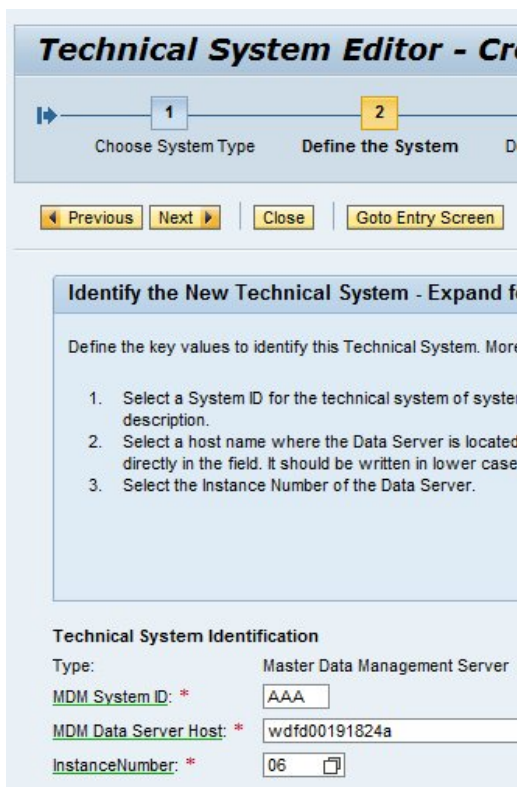 Technical System Editor - Cre
1 2
Choose System Type Define the System D
Previous Next Close Goto Entry Screen
Identify the New Technical System - Expand f
Define the key values to identify this Technical System. More
1. Select a System ID for the technical system of system
description.
2. Select a host name where the Data Server is located
directly in the field. It should be written in lower case
3. Select the Instance Number of the Data Server.
Technical System Identification
Type: Master Data Management Server
MDM System ID: * AAA
MDM Data Server Host: * wdfd00191824a
InstanceNumber: * 06